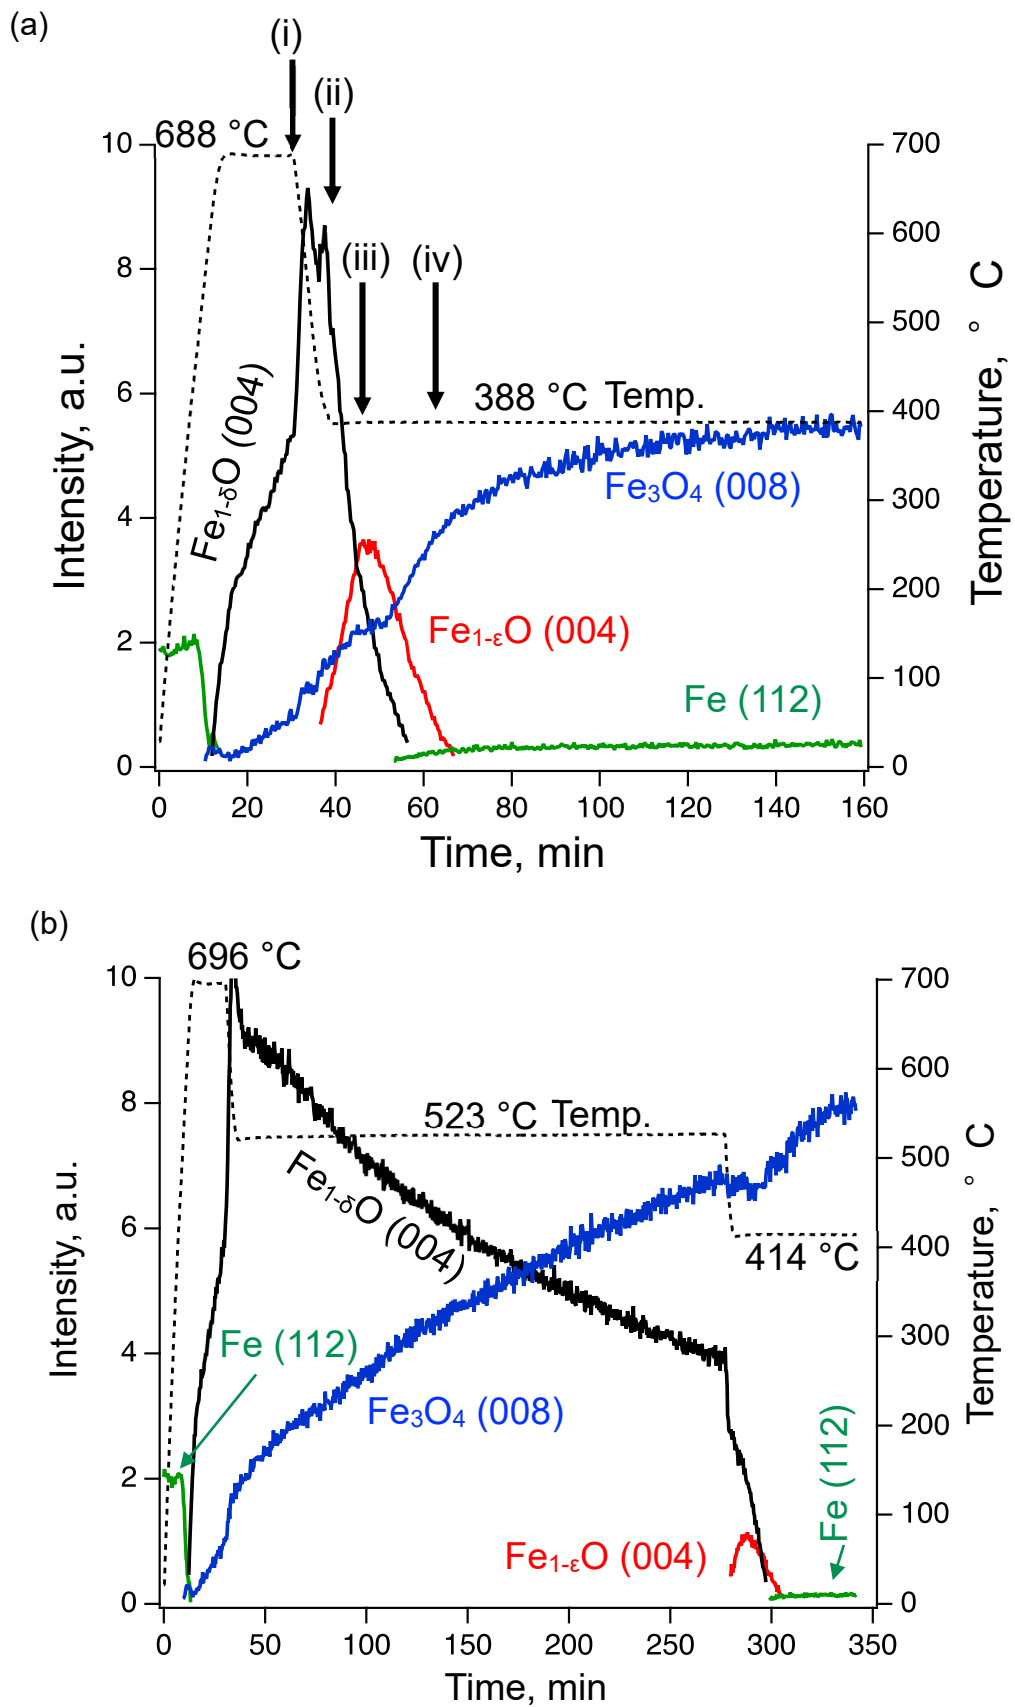 (a)
(i)
(ii)
688 °C
(iii)
(iv)
388 °C Temp.
Fe1-δO (004)
Fe3O4 (008)
Fe1-εO (004)
Fe (112)
Intensity, a.u.
10
8
6
4
2
0
Temperature, ° C
700
600
500
400
300
200
100
0
0 20 40 60 80 100 120 140 160
Time, min
(b)
696 °C
523 °C Temp.
Fe1-δO (004)
414 °C
Fe (112)
Fe3O4 (008)
Fe1-εO (004)
Fe (112)
Intensity, a.u.
10
8
6
4
2
0
Temperature, ° C
700
600
500
400
300
200
100
0
0 50 100 150 200 250 300 350
Time, min